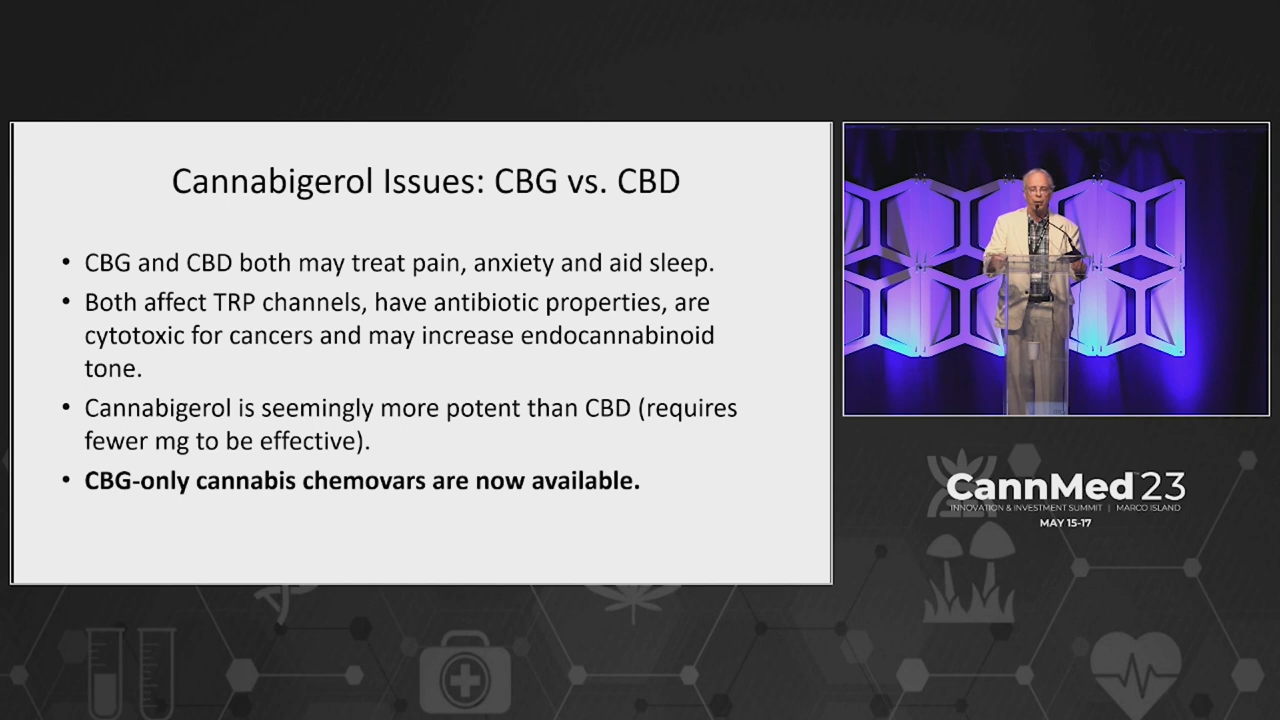 Cannabigerol Issues: CBG vs. CBD
• CBG and CBD both may treat pain, anxiety and aid sleep.
• Both affect TRP channels, have antibiotic properties, are
cytotoxic for cancers and may increase endocannabinoid
tone.
• Cannabigerol is seemingly more potent than CBD (requires
fewer mg to be effective).
• CBG-only cannabis chemovars are now available.
CannMed™23
INNOVATION & INVESTMENT SUMMIT | MARCO ISLAND
MAY 15-17